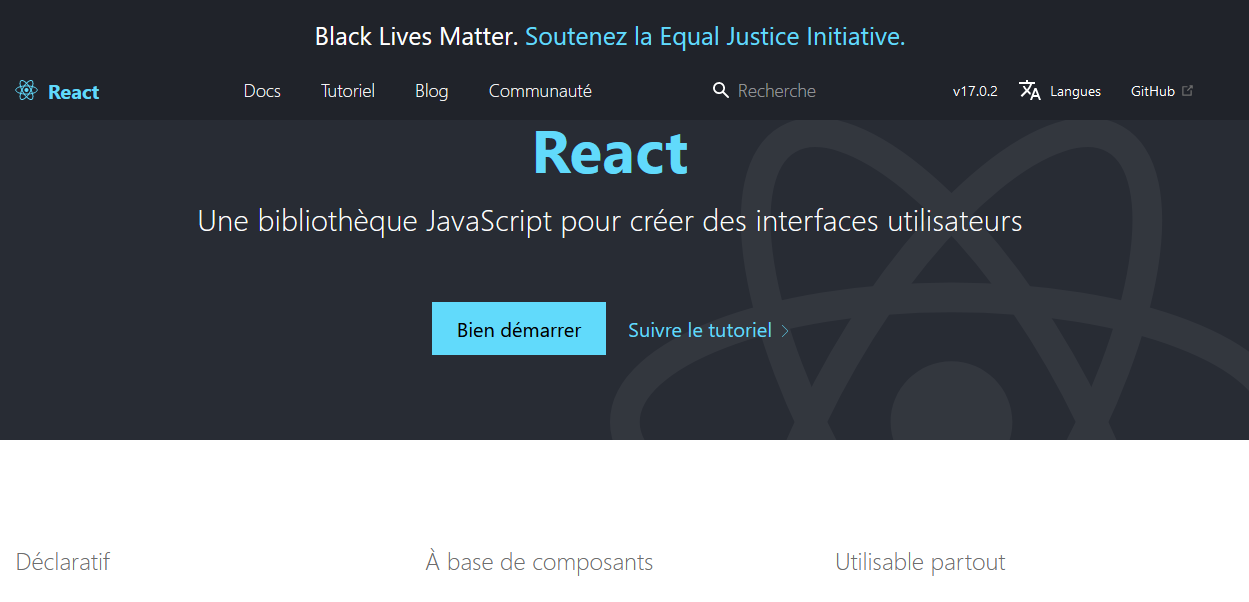 Black Lives Matter. Soutenez la Equal Justice Initiative.
React Docs Tutoriel Blog Communauté Recherche v17.0.2 Langues GitHub
React
Une bibliothèque JavaScript pour créer des interfaces utilisateurs
Bien démarrer Suivre le tutoriel
Déclaratif À base de composants Utilisable partout